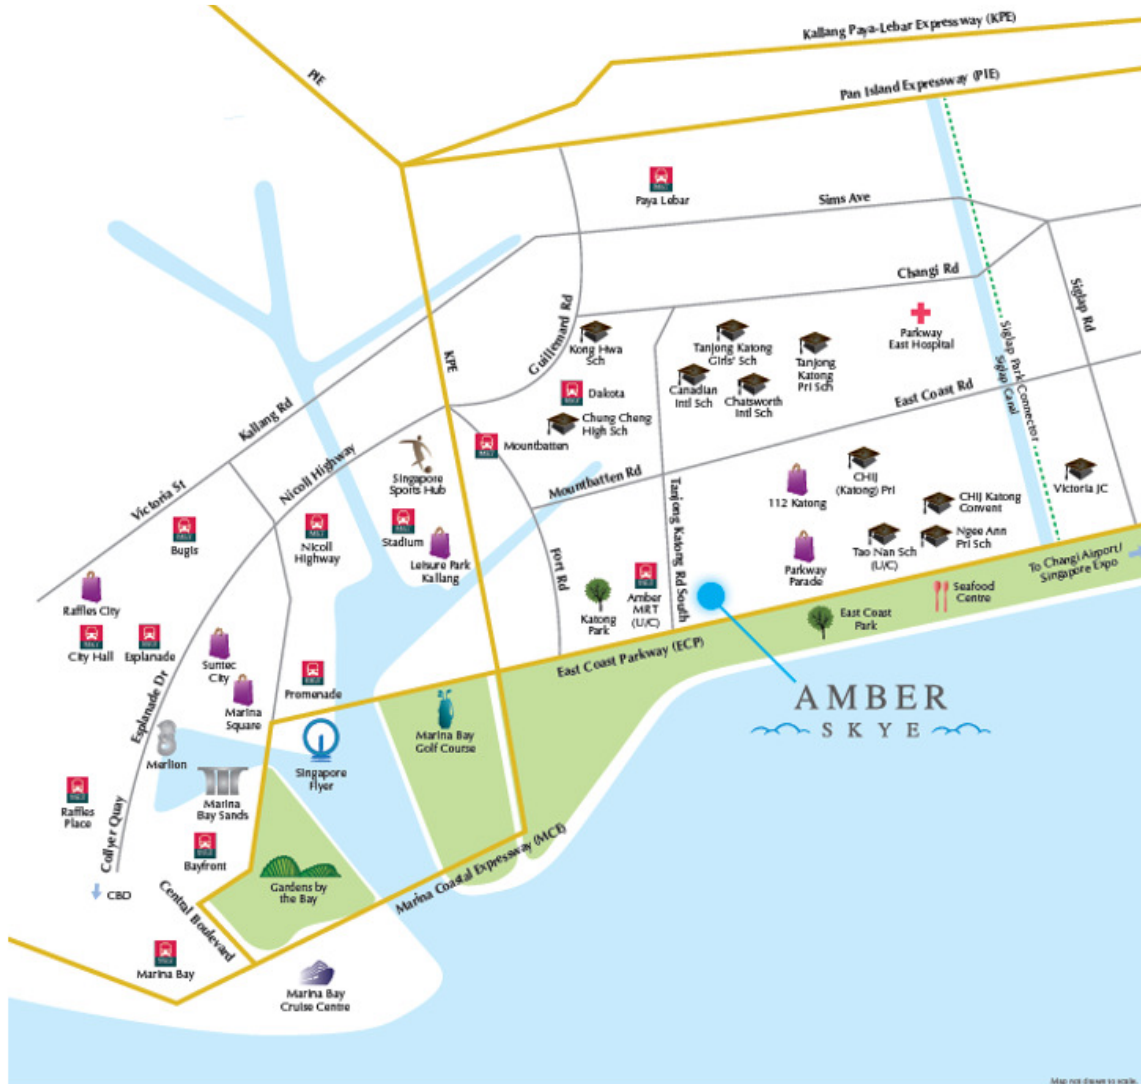 Kallang Paya-Lebar Expressway (KPE)
PIE
Pan Island Expressway (PIE)
Paya Lebar
Sims Ave
Changi Rd
Siglap Rd
Guillemard Rd
KPE
Kong Hwa
Sch
Tanjong Katong
Girls' Sch
Tanjong
Katong
Pri Sch
Parkway
East Hospital
Siglap Park Connector
Siglap Canal
Canadian
Intl Sch
Chatsworth
Intl Sch
Dakota
Chung Cheng
High Sch
East Coast Rd
Kallang Rd
Nicoll Highway
Mountbatten
Mountbatten Rd
Singapore
Sports Hub
Victoria St
Tanjong Katong Rd South
112 Katong
CHIJ
(Katong) Pri
Victoria JC
CHIJ Katong
Convent
Bugis
Nicoll
Highway
Stadium
Leisure Park
Kallang
Fort Rd
Ngee Ann
Pri Sch
Tao Nan Sch
(U/C)
Parkway
Parade
To Changi Airport/
Singapore Expo
Raffles City
Katong
Park
Amber
MRT
(U/C)
Seafood
Centre
East Coast
Park
City Hall
Esplanade
Suntec
City
East Coast Parkway (ECP)
Esplanade Dr
Marina
Square
Promenade
AMBER
SKYE
Marina Bay
Golf Course
Merlion
Singapore
Flyer
Marina
Bay Sands
Raffles
Place
Collyer Quay
Bayfront
Marina Coastal Expressway (MCE)
Gardens by
the Bay
CBD
Central Boulevard
Marina Bay
Marina Bay
Cruise Centre
Map not drawn to scale.